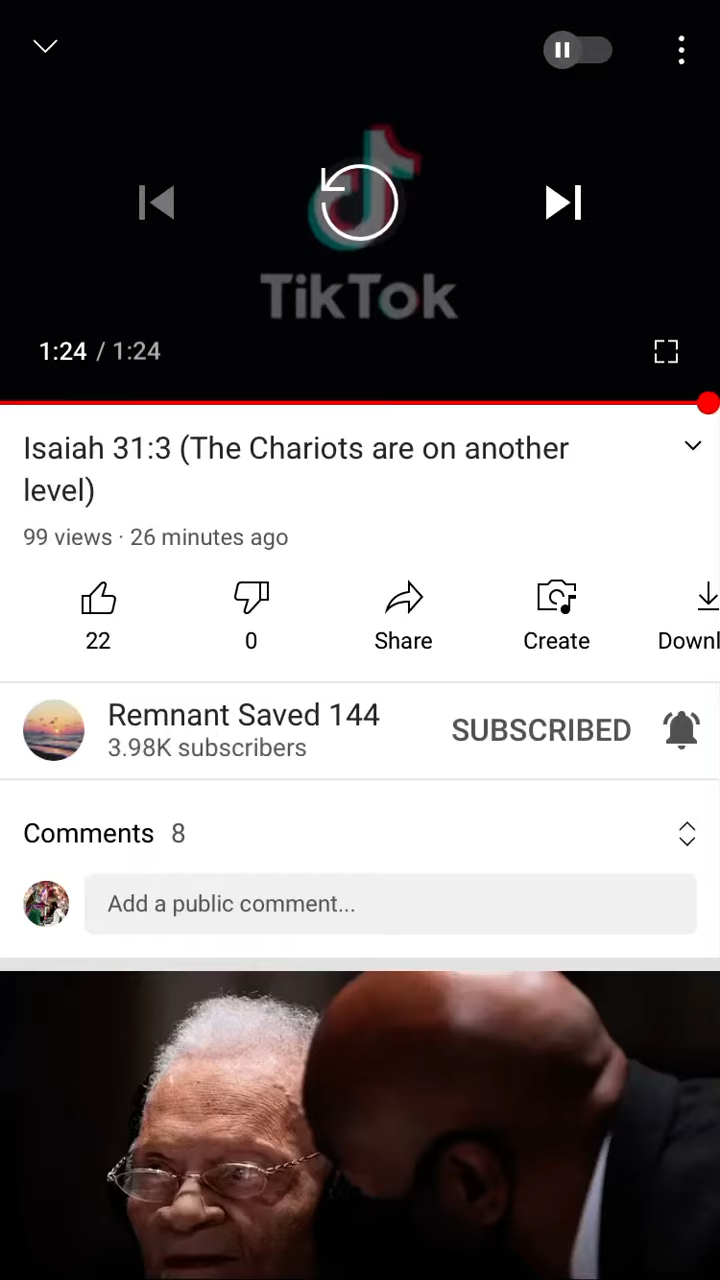 TikTok
1:24 / 1:24
Isaiah 31:3 (The Chariots are on another
level)
99 views · 26 minutes ago
22
0
Share
Create
Downl
Remnant Saved 144
3.98K subscribers
SUBSCRIBED
Comments 8
Add a public comment...